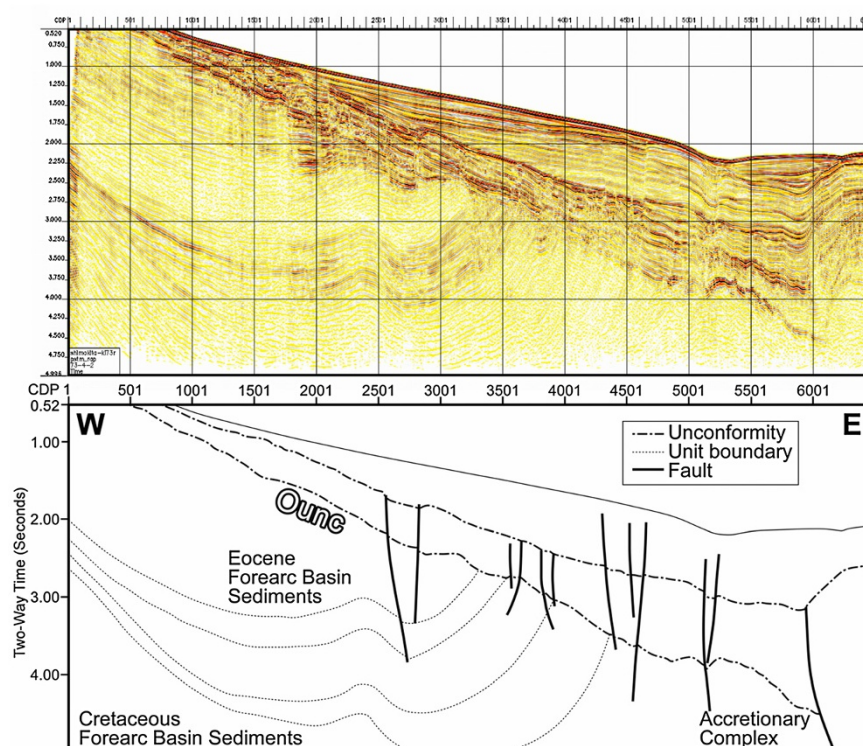 CDP 1 501 1001 1501 2001 2501 3001 3501 4001 4501 5001 5501 6001
0.520
0.750
1.000
1.250
1.500
1.750
2.000
2.250
2.500
2.750
3.000
3.250
3.500
3.750
4.000
4.250
4.500
4.750
4.996
Time
CDP 1 501 1001 1501 2001 2501 3001 3501 4001 4501 5001 5501 6001
0.52
W
E
Unconformity
Unit boundary
Fault
1.00
2.00
3.00
4.00
Two-Way Time (Seconds)
Ounc
Eocene
Forearc Basin
Sediments
Cretaceous
Forearc Basin Sediments
Accretionary
Complex